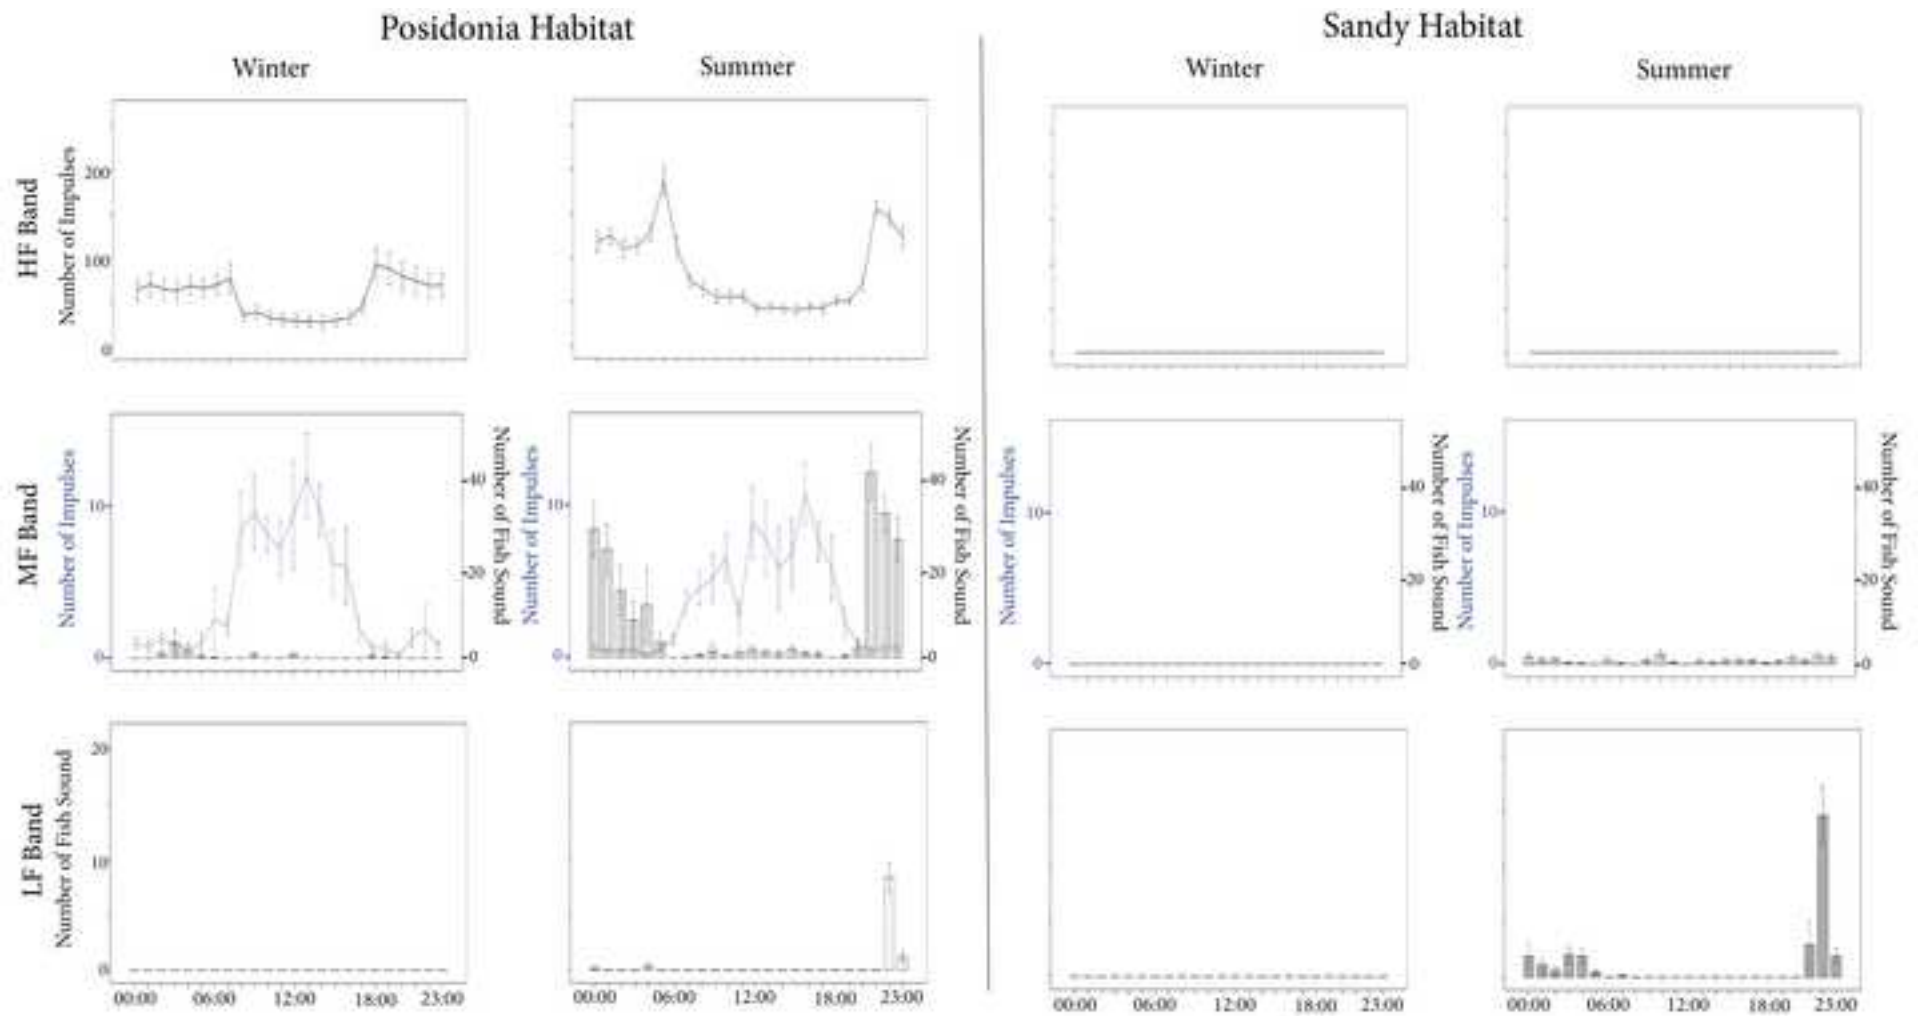 Posidonia Habitat
Sandy Habitat
Winter
Summer
Winter
Summer
HF Band
Number of Impulses
200
100
0
MF Band
Number of Impulses
10
0
40
20
0
Number of Fish Sound
Number of Impulses
10
0
40
20
0
Number of Fish Sound
Number of Impulses
10
0
40
20
0
Number of Fish Sound
Number of Impulses
10
0
40
20
0
Number of Fish Sound
LF Band
Number of Fish Sound
20
10
0
00:00 06:00 12:00 18:00 23:00
00:00 06:00 12:00 18:00 23:00
00:00 06:00 12:00 18:00 23:00
00:00 06:00 12:00 18:00 23:00